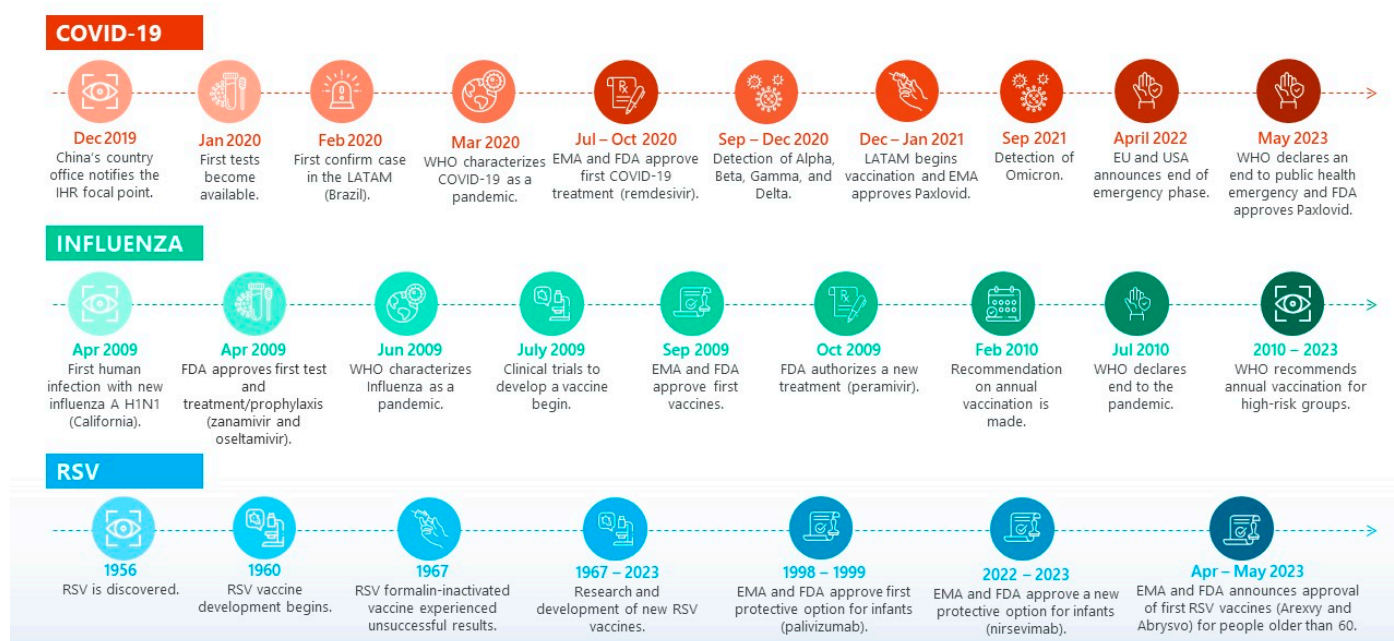 COVID-19
Dec 2019
China's country
office notifies the
IHR focal point.
Jan 2020
First tests
become
available.
Feb 2020
First confirm case
in the LATAM
(Brazil).
Mar 2020
WHO characterizes
COVID-19 as a
pandemic.
Jul – Oct 2020
EMA and FDA approve
first COVID-19
treatment (remdesivir).
Sep – Dec 2020
Detection of Alpha,
Beta, Gamma, and
Delta.
Dec – Jan 2021
LATAM begins
vaccination and EMA
approves Paxlovid.
Sep 2021
Detection of
Omicron.
April 2022
EU and USA
announces end of
emergency phase.
May 2023
WHO declares an
end to public health
emergency and FDA
approves Paxlovid.
INFLUENZA
Apr 2009
First human
infection with new
influenza A H1N1
(California).
Apr 2009
FDA approves first test
and
treatment/prophylaxis
(zanamivir and
oseltamivir).
Jun 2009
WHO characterizes
Influenza as a
pandemic.
July 2009
Clinical trials to
develop a vaccine
begin.
Sep 2009
EMA and FDA
approve first
vaccines.
Oct 2009
FDA authorizes a new
treatment (peramivir).
Feb 2010
Recommendation
on annual
vaccination is
made.
Jul 2010
WHO declares
end to the
pandemic.
2010 – 2023
WHO recommends
annual vaccination for
high-risk groups.
RSV
1956
RSV is discovered.
1960
RSV vaccine
development begins.
1967
RSV formalin-inactivated
vaccine experienced
unsuccessful results.
1967 – 2023
Research and
development of new RSV
vaccines.
1998 – 1999
EMA and FDA approve first
protective option for infants
(palivizumab).
2022 – 2023
EMA and FDA approve a new
protective option for infants
(nirsevimab).
Apr – May 2023
EMA and FDA announces approval
of first RSV vaccines (Arexvy and
Abrysvo) for people older than 60.